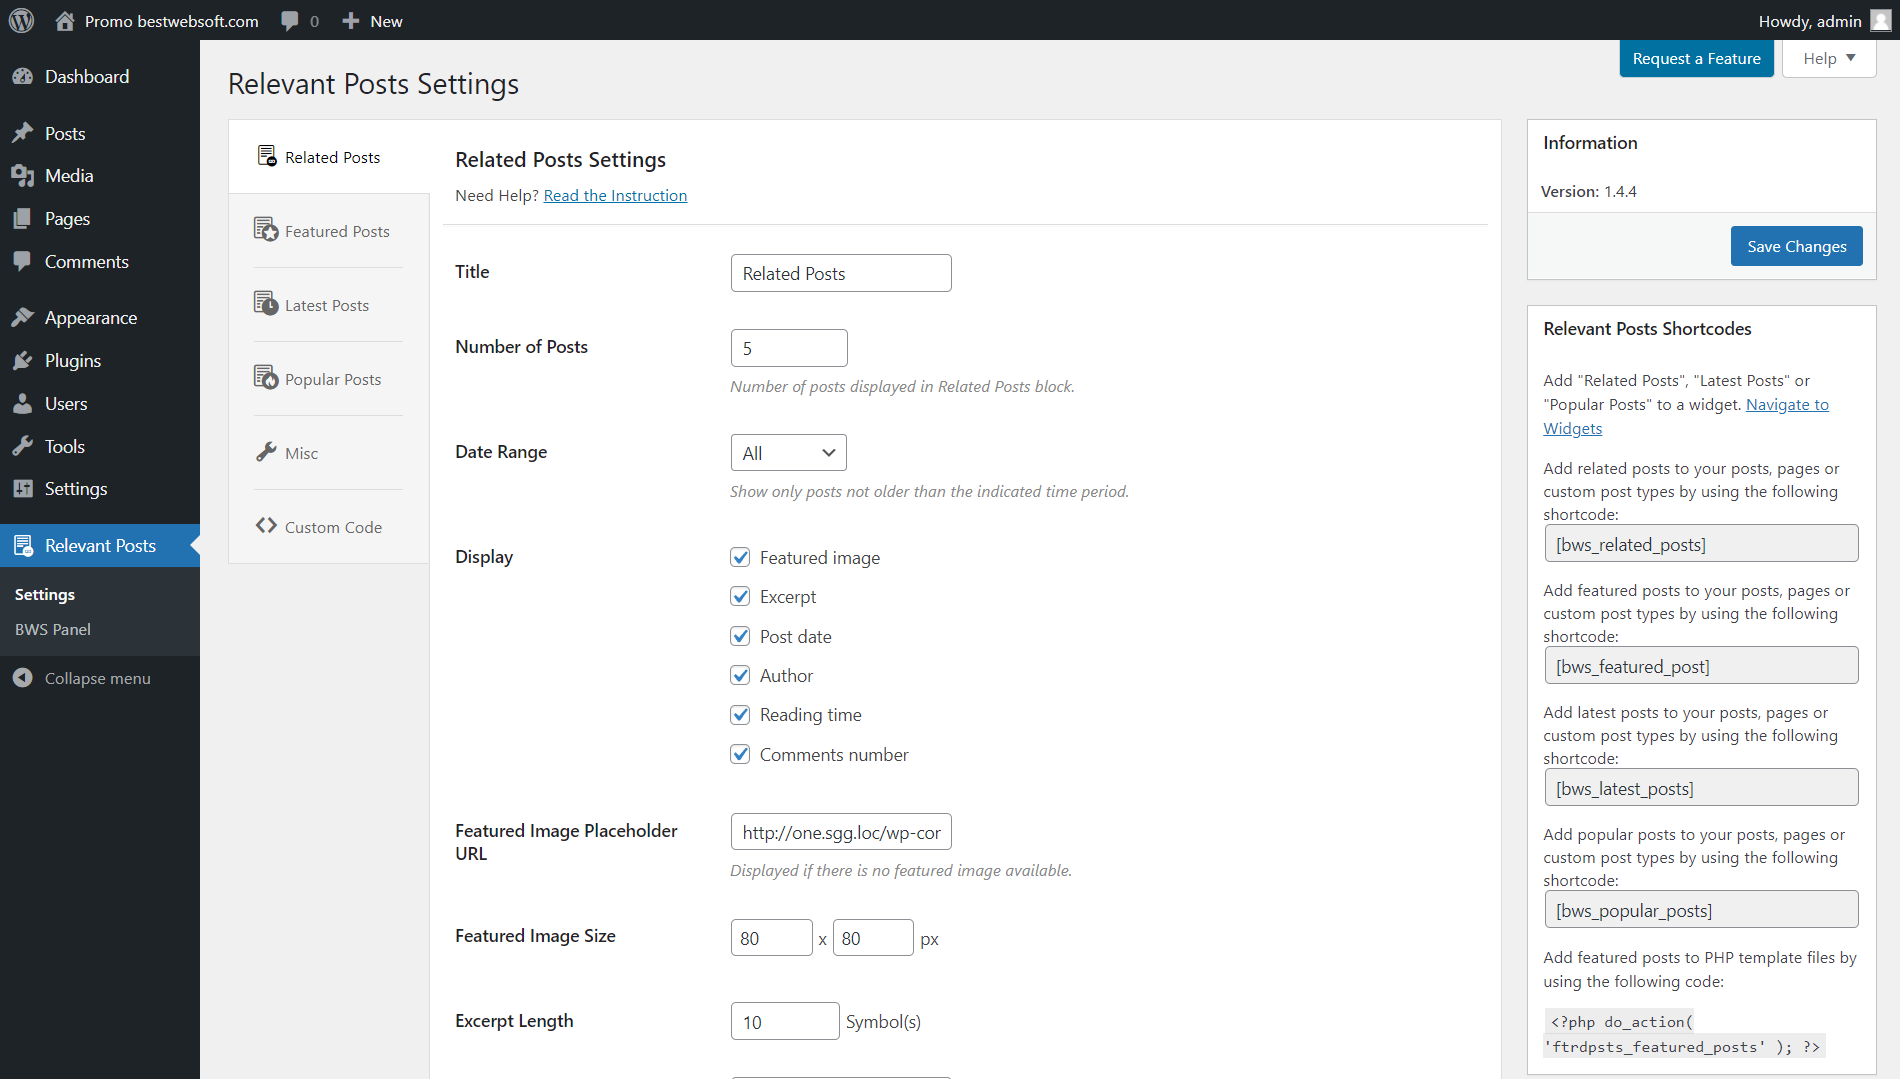 Promo bestwebsoft.com
0
New
Howdy, admin
Dashboard
Posts
Media
Pages
Comments
Appearance
Plugins
Users
Tools
Settings
Relevant Posts
Settings
BWS Panel
Collapse menu
Relevant Posts Settings
Request a Feature
Help
Related Posts
Featured Posts
Latest Posts
Popular Posts
Misc
Custom Code
Related Posts Settings
Need Help? Read the Instruction
Title
Related Posts
Number of Posts
5
Number of posts displayed in Related Posts block.
Date Range
All
Show only posts not older than the indicated time period.
Display
Featured image
Excerpt
Post date
Author
Reading time
Comments number
Featured Image Placeholder
URL
http://one.sgg.loc/wp-cor
Displayed if there is no featured image available.
Featured Image Size
80 x 80 px
Excerpt Length
10 Symbol(s)
Information
Version: 1.4.4
Save Changes
Relevant Posts Shortcodes
Add "Related Posts", "Latest Posts" or
"Popular Posts" to a widget. Navigate to
Widgets
Add related posts to your posts, pages or
custom post types by using the following
shortcode:
[bws_related_posts]
Add featured posts to your posts, pages or
custom post types by using the following
shortcode:
[bws_featured_post]
Add latest posts to your posts, pages or
custom post types by using the following
shortcode:
[bws_latest_posts]
Add popular posts to your posts, pages or
custom post types by using the following
shortcode:
[bws_popular_posts]
Add featured posts to PHP template files by
using the following code:
<?php do_action(
'ftrdpsts_featured_posts' ); ?>